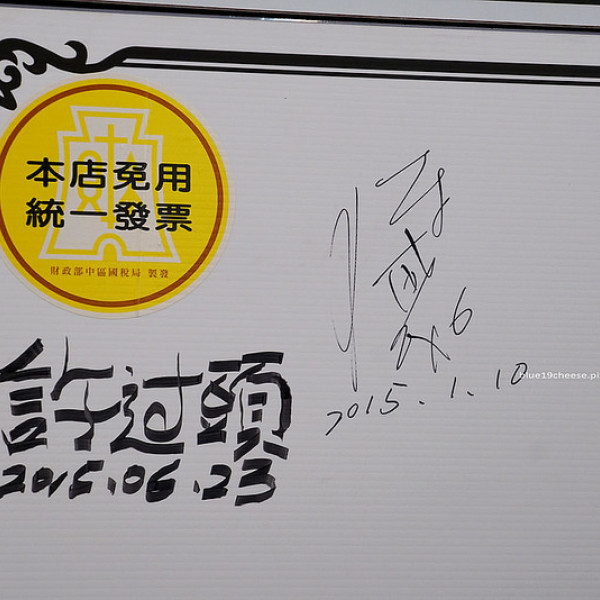 本店免用
統一發票
財政部中區國稅局 製發
許过頭
2015.06.23
2015.1.10
blue19cheese.pi